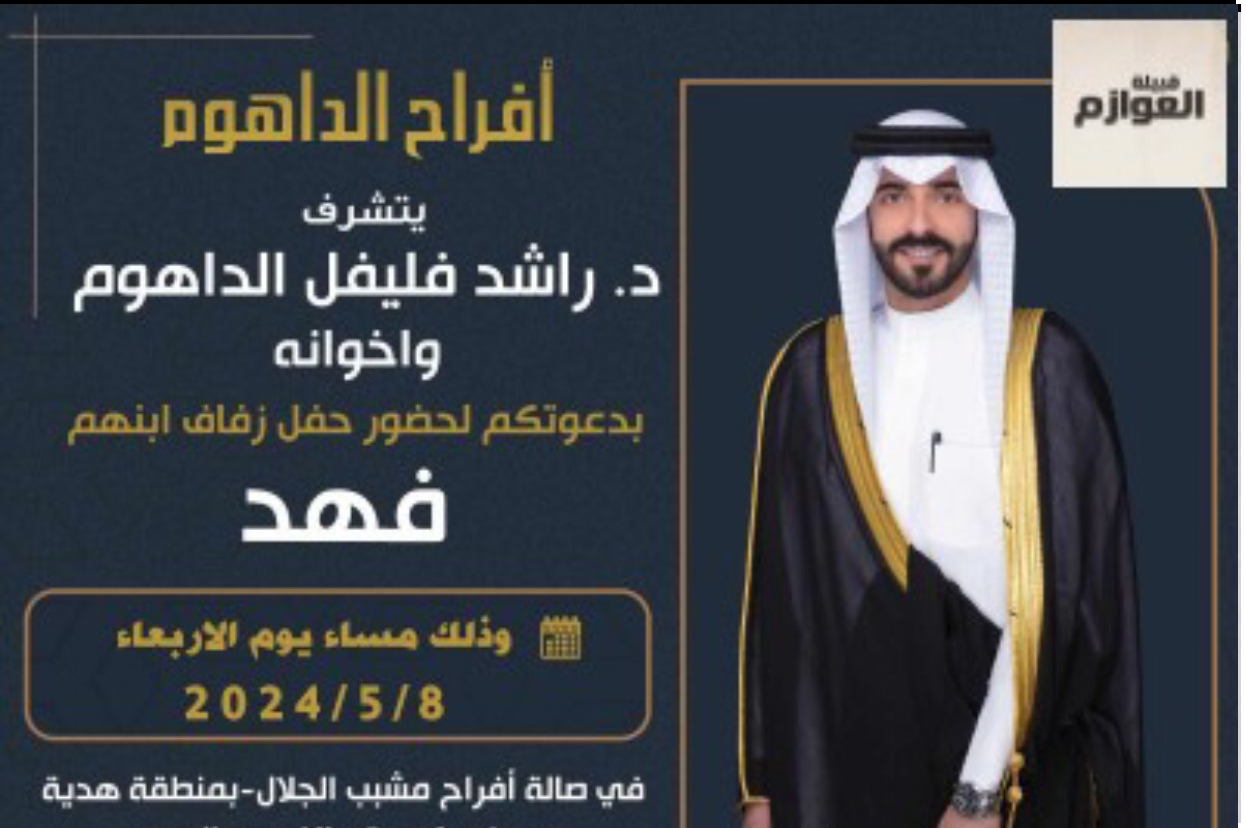 قبيلة
العوازم
أفراح الداهوم
يتشرف
د. راشد فليفل الداهوم
واخوانه
بدعوتكم لحضور حفل زفاف ابنهم
فهد
وذلك مساء يوم الاربعاء
2024/5/8
في صالة أفراح مشبب الجلال-بمنطقة هدية